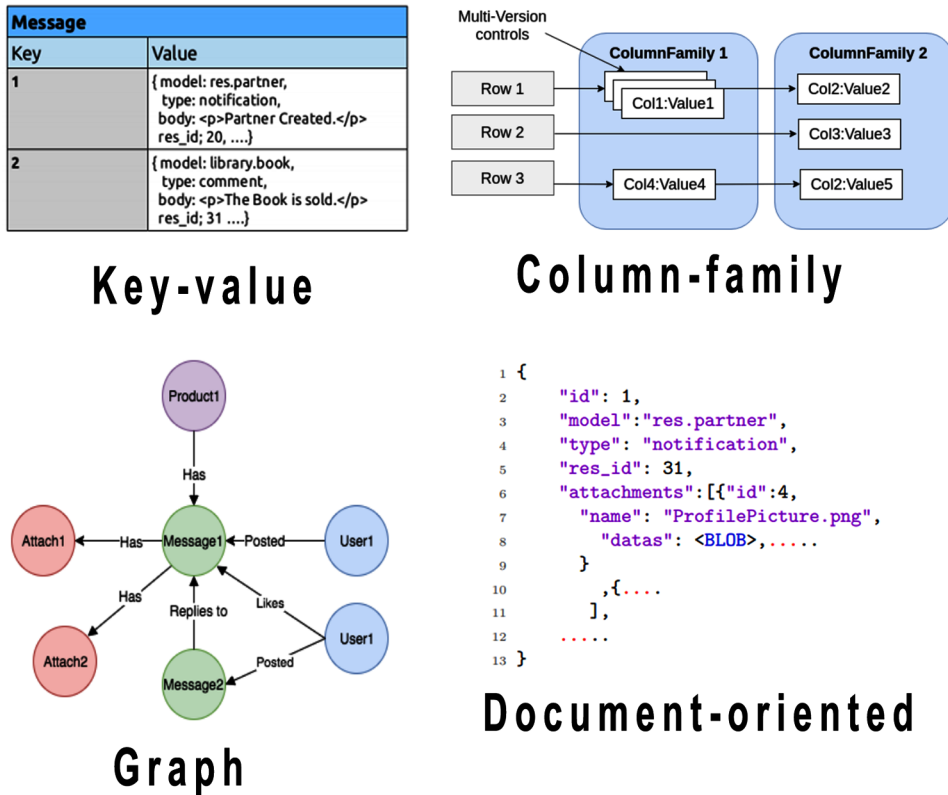 Message
Key Value
1 { model: res.partner,
type: notification,
body: <p>Partner Created.</p>
res_id; 20, ....}
2 { model: library.book,
type: comment,
body: <p>The Book is sold.</p>
res_id; 31 ....}
Key-value
Multi-Version
controls
ColumnFamily 1 ColumnFamily 2
Row 1 Col1:Value1 Col2:Value2
Row 2 Col3:Value3
Row 3 Col4:Value4 Col2:Value5
Column-family
Product1
Has
Attach1 Has Message1 Posted User1
Has Replies to Likes
Attach2 Message2 Posted User1
Graph
1 {
2 "id": 1,
3 "model":"res.partner",
4 "type": "notification",
5 "res_id": 31,
6 "attachments":[{"id":4,
7 "name": "ProfilePicture.png",
8 "datas": <BLOB>,.....
9 }
10 ,{....
11 ],
12 .....
13 }
Document-oriented